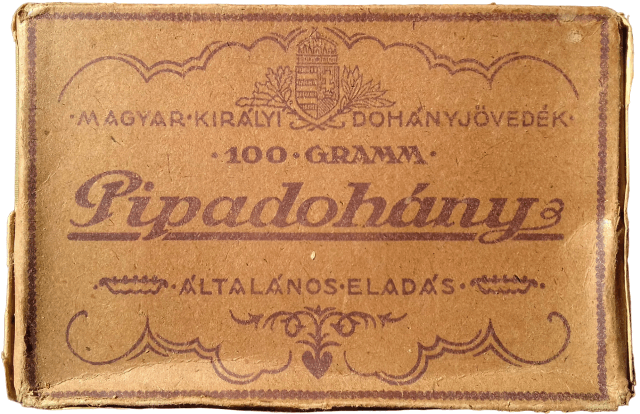 ·MAGYAR·KIRÁLYI DOHÁNYJÖVEDÉK·
·100·GRAMM·
Pipadohány
·ÁLTALÁNOS·ELADÁS·